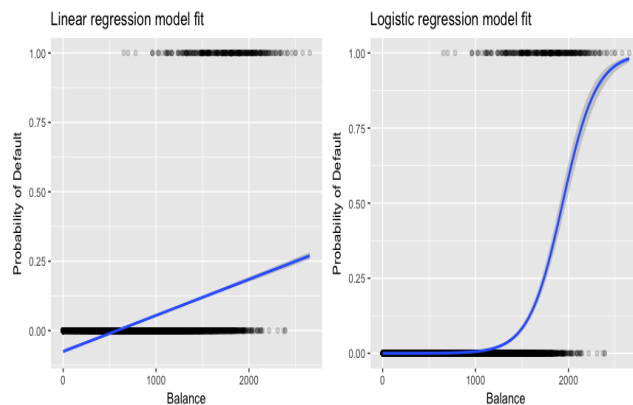 Linear regression model fit
Probability of Default
1.00
0.75
0.50
0.25
0.00
0
1000
2000
Balance
Logistic regression model fit
Probability of Default
1.00
0.75
0.50
0.25
0.00
0
1000
2000
Balance